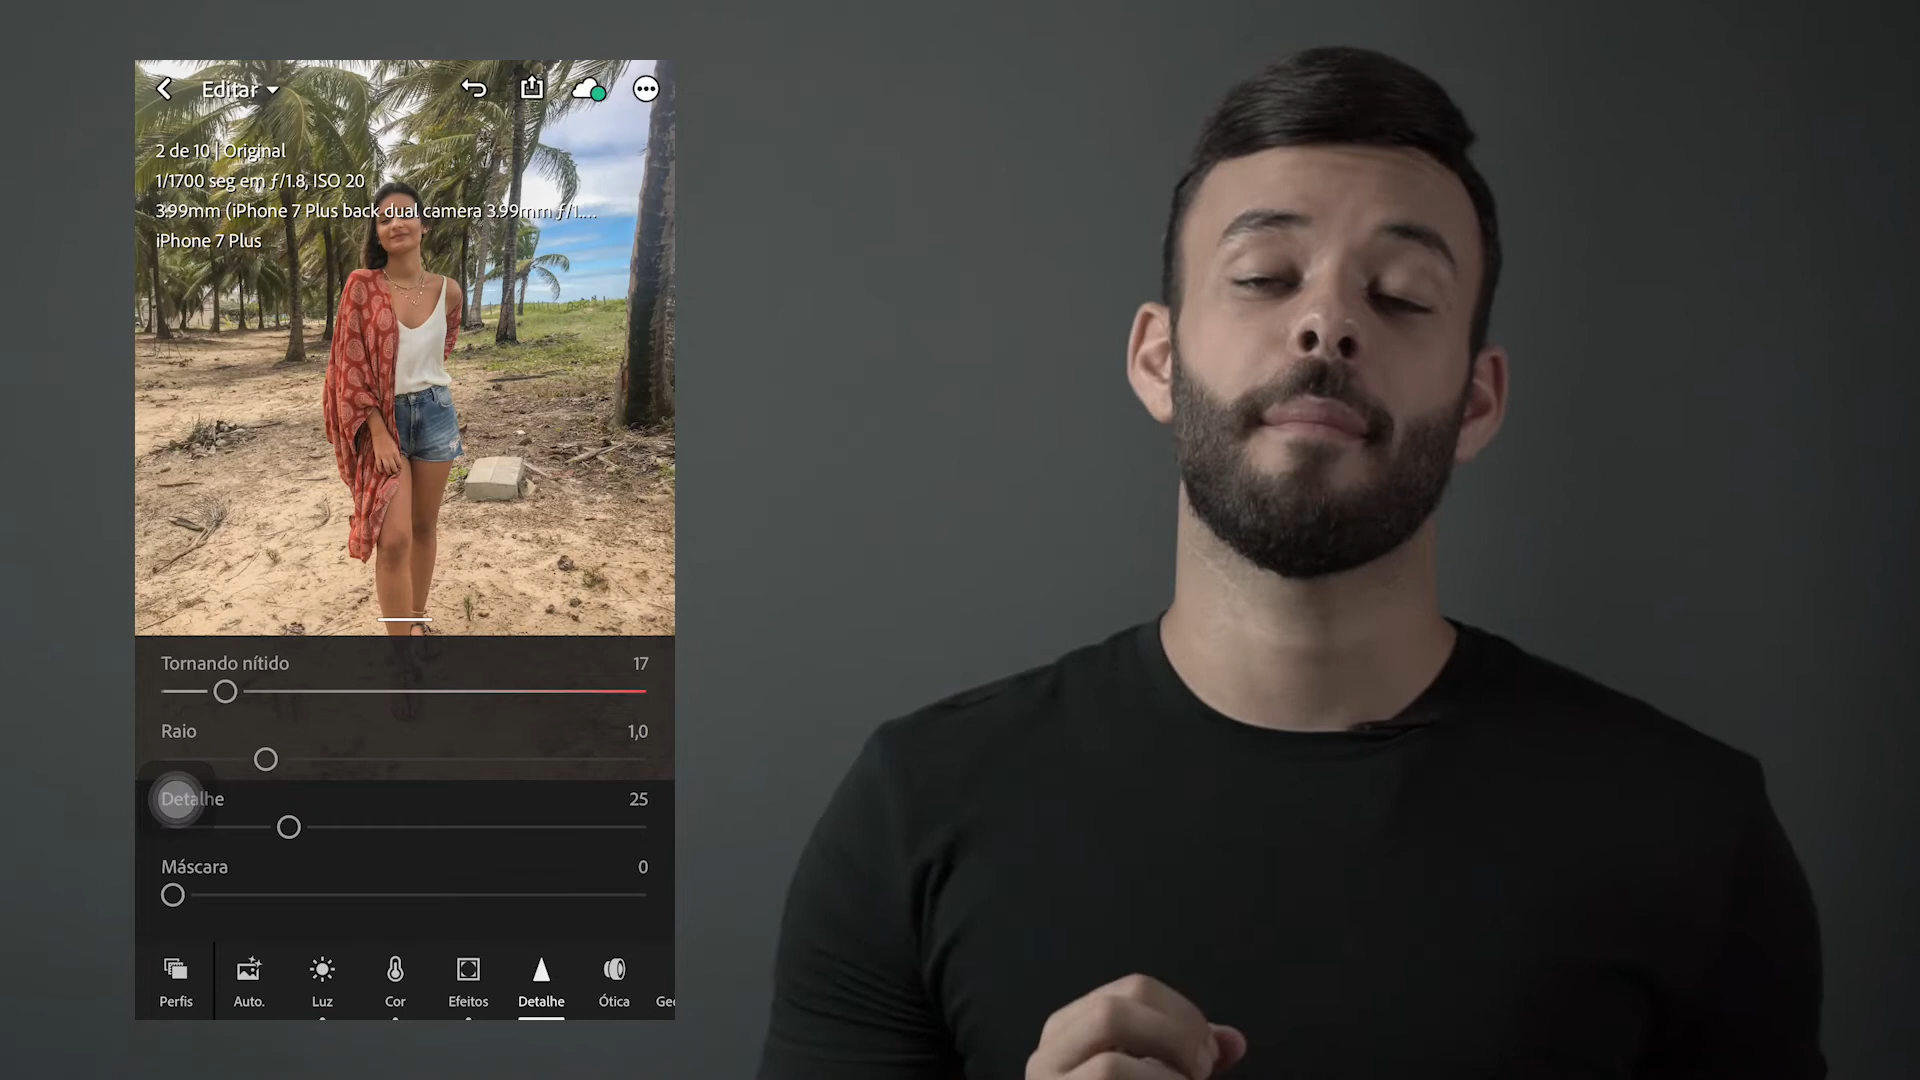 Editar
2 de 10 | Original
1/1700 seg em ƒ/1.8, ISO 20
3.99mm (iPhone 7 Plus back dual camera 3.99mm ƒ/1....
iPhone 7 Plus
Tornando nítido 17
Raio 1,0
Detalhe 25
Máscara 0
Perfis Auto. Luz Cor Efeitos Detalhe Ótica Geo